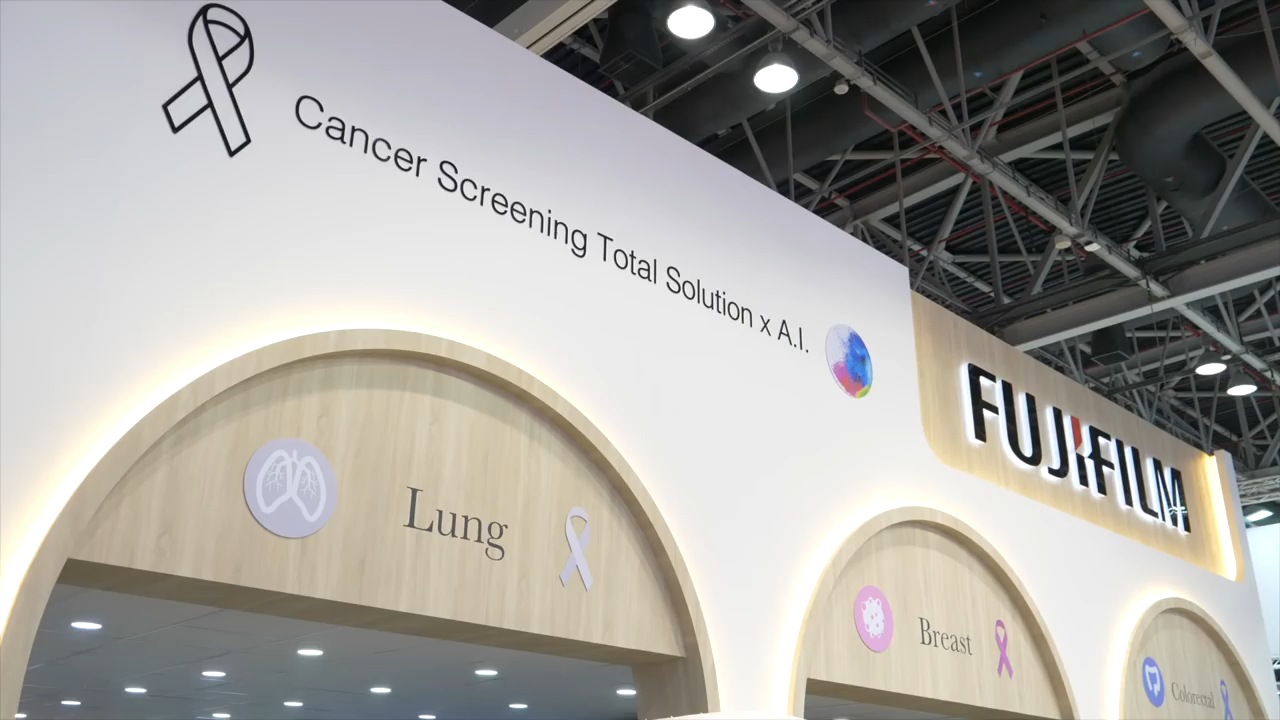 Cancer Screening Total Solution x A.I.
FUJIFILM
Lung
Breast
Colorectal